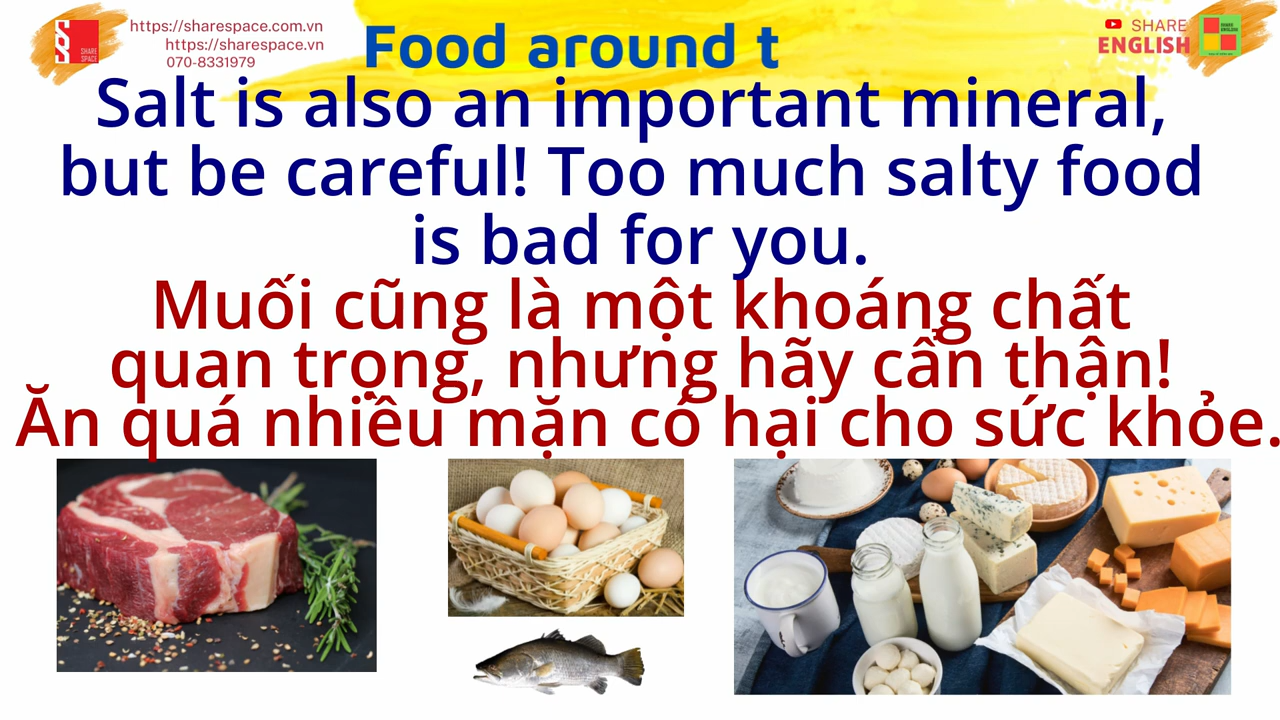 https://sharespace.com.vn
https://sharespace.vn
070-8331979
SHARE
SPACE
Food around t
SHARE
ENGLISH
Salt is also an important mineral,
but be careful! Too much salty food
is bad for you.
Muối cũng là một khoáng chất
quan trọng, nhưng hãy cẩn thận!
Ăn quá nhiều mặn có hại cho sức khỏe.